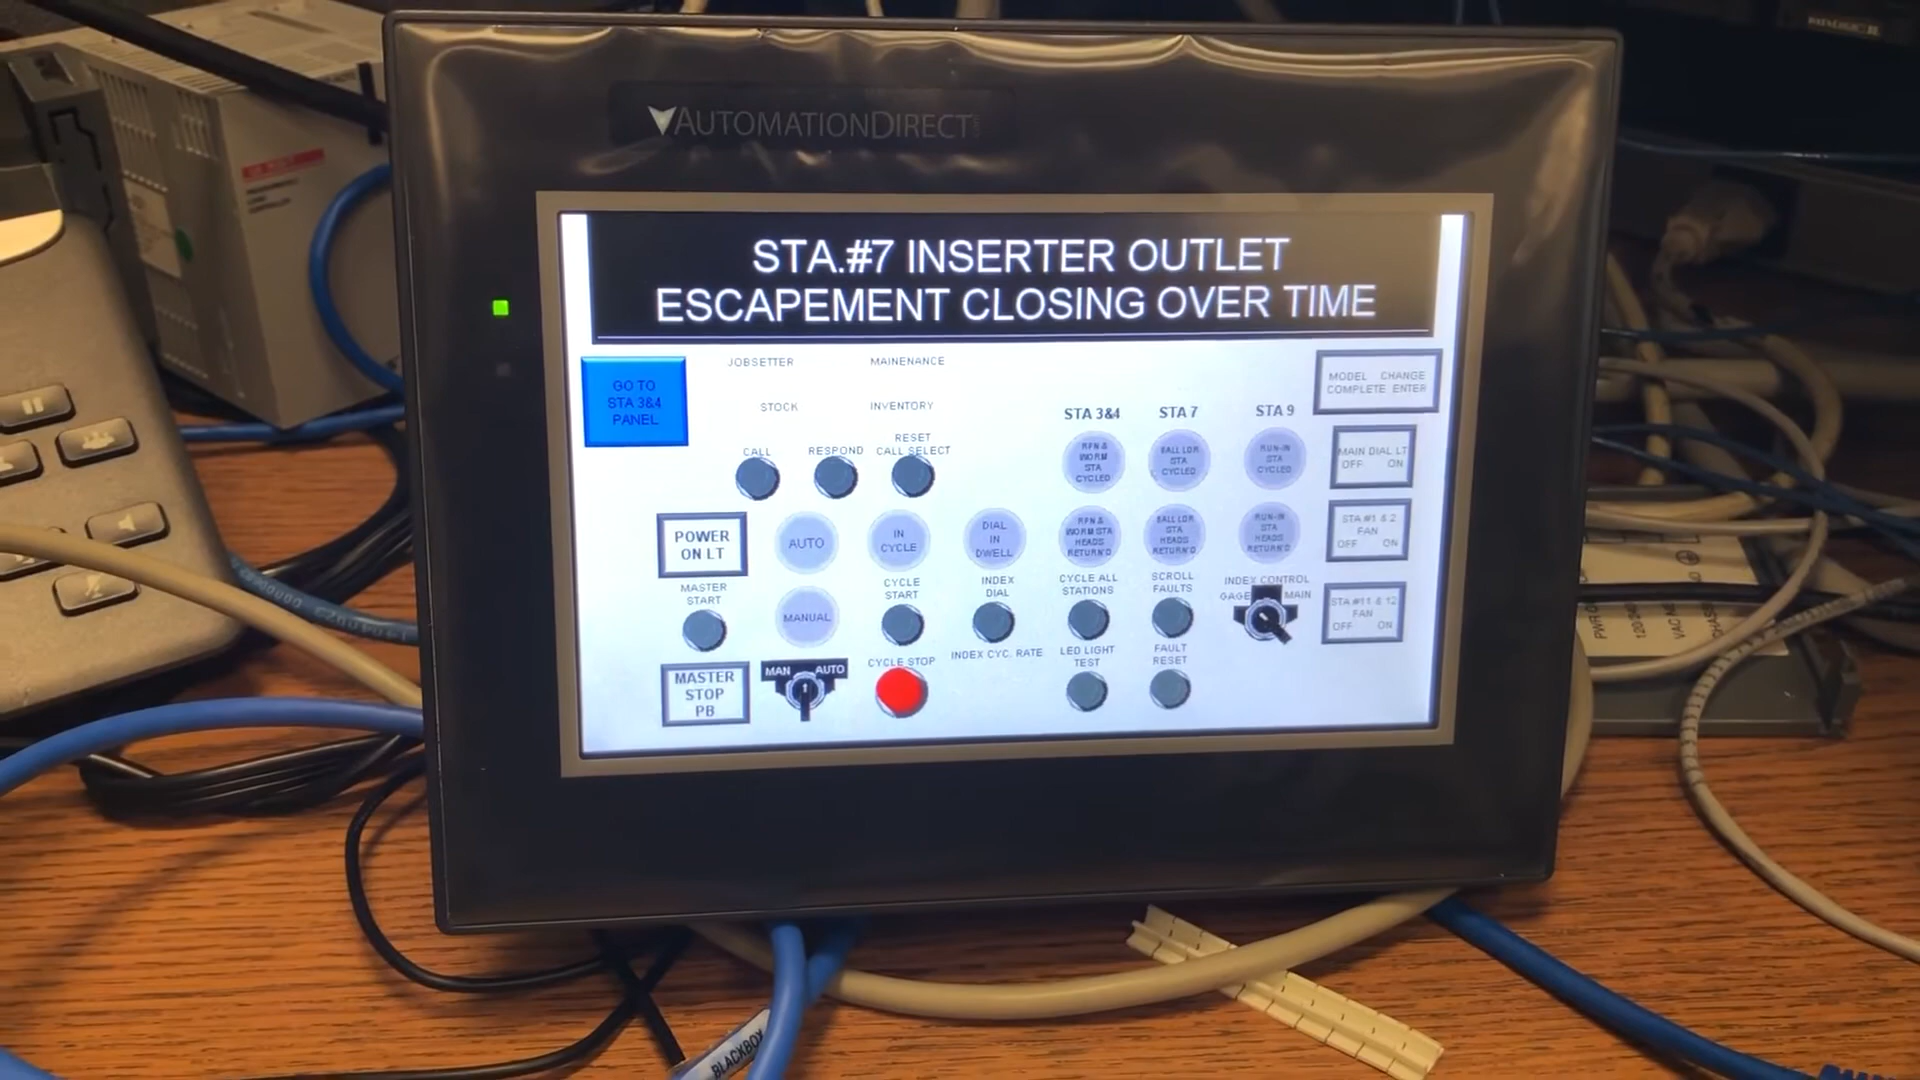 AUTOMATIONDIRECT
STA.#7 INSERTER OUTLET
ESCAPEMENT CLOSING OVER TIME
GO TO
STA 3&4
PANEL
JOBSETTER
MAINENANCE
STOCK
INVENTORY
CALL
RESPOND
RESET
CALL SELECT
STA 3&4
STA 7
STA 9
MODEL CHANGE
COMPLETE ENTER
RFN &
WORM
STA
CYCLED
BALL LDR
STA
CYCLED
RUN-IN
STA
CYCLED
MAIN DIAL LT
OFF ON
POWER
ON LT
AUTO
IN
CYCLE
DIAL
IN
DWELL
RFN &
WORM STA
HEADS
RETURN'D
BALL LDR
STA
HEADS
RETURN'D
RUN-IN
STA
HEADS
RETURN'D
STA #1 & 2
FAN
OFF ON
MASTER
START
MANUAL
CYCLE
START
INDEX
DIAL
CYCLE ALL
STATIONS
SCROLL
FAULTS
INDEX CONTROL
GAGE MAIN
STA #11 & 12
FAN
OFF ON
MASTER
STOP
PB
MAN AUTO
CYCLE STOP
INDEX CYC. RATE
LED LIGHT
TEST
FAULT
RESET
BLACKBOX